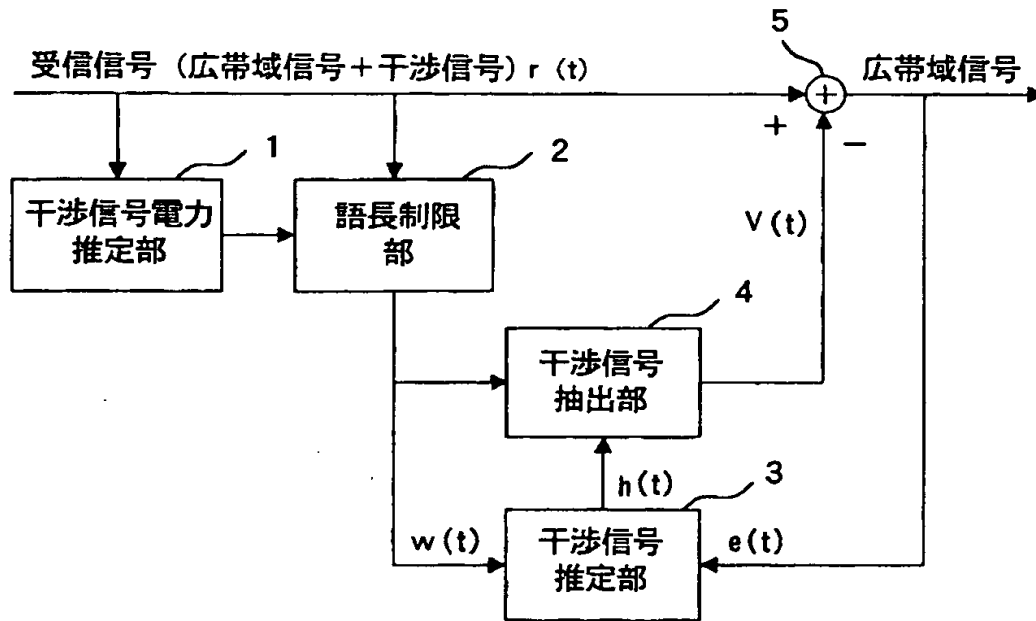 5
受信信号 (広帯域信号+干渉信号) r (t)
広帯域信号
+
+
−
1
2
干渉信号電力
推定部
語長制限
部
V(t)
4
干渉信号
抽出部
h(t)
3
w(t)
干渉信号
推定部
e(t)